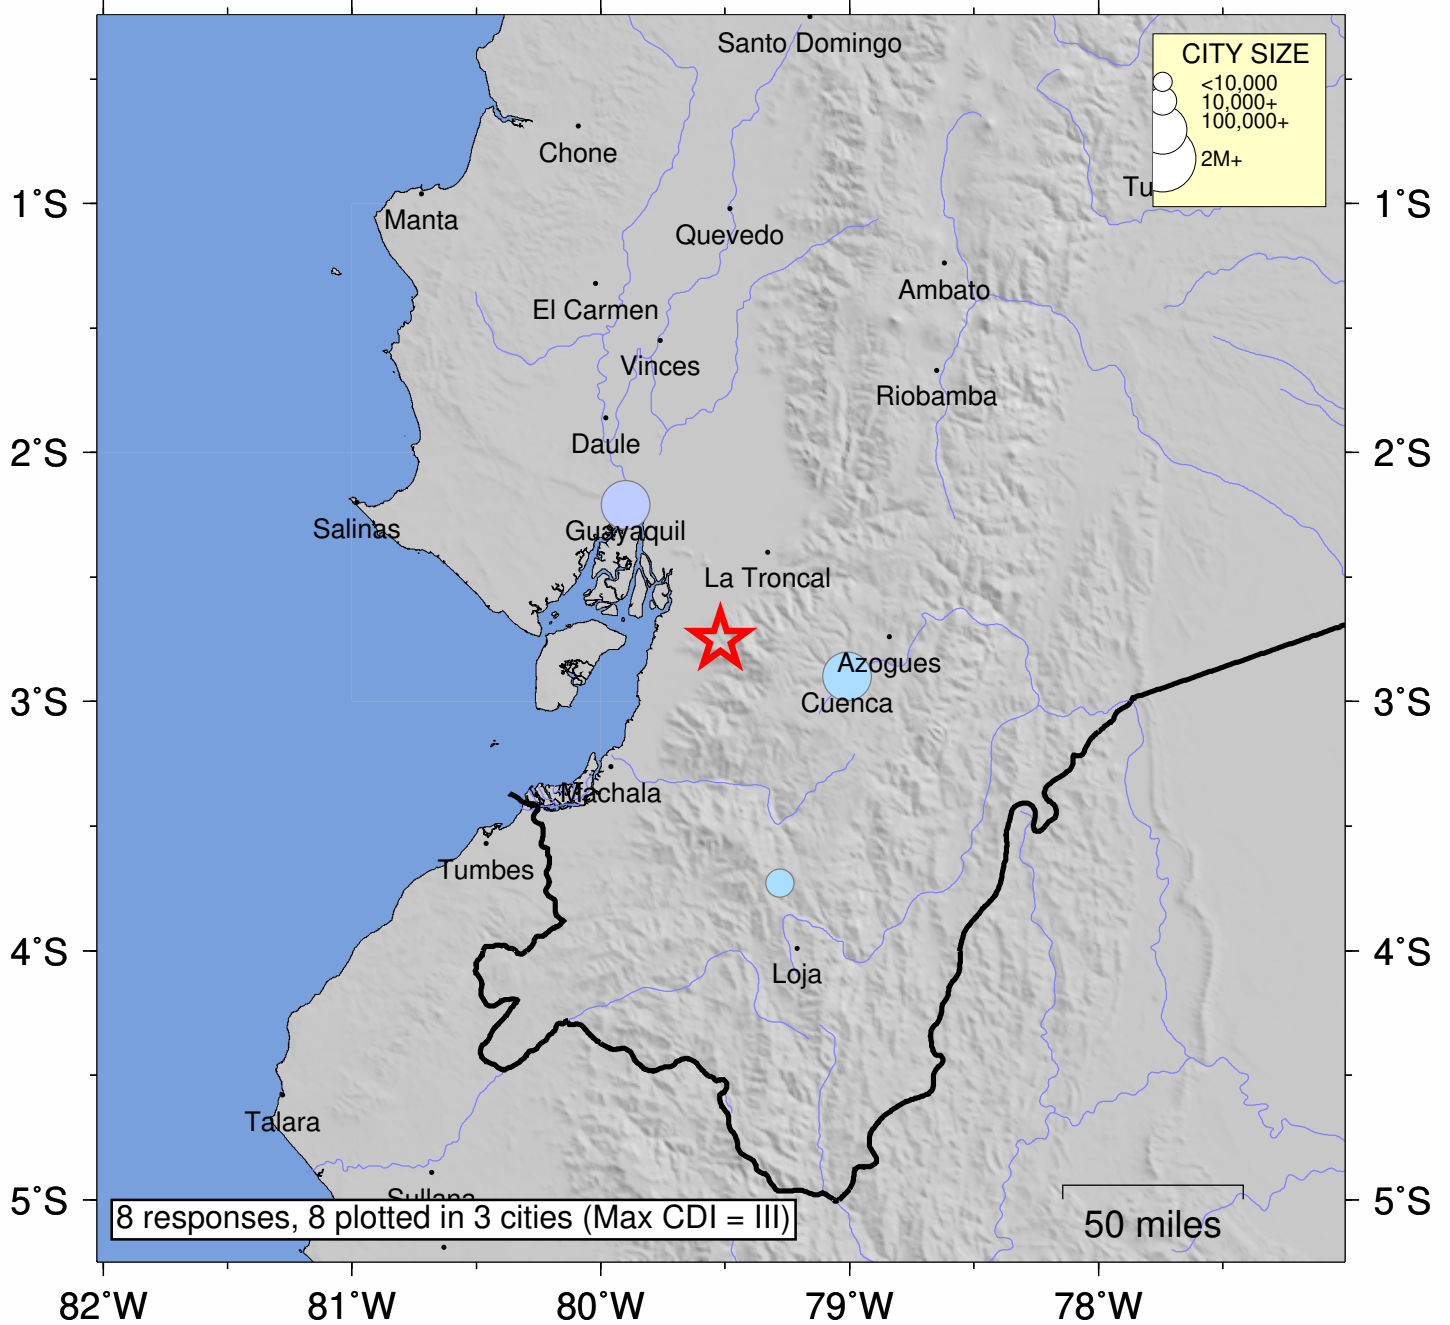 Santo Domingo
CITY SIZE
<10,000
10,000+
100,000+
2M+
Chone
Tu
1°S
1°S
Manta
Quevedo
Ambato
El Carmen
Vinces
Riobamba
Daule
2°S
2°S
Salinas
Guayaquil
La Troncal
Azogues
3°S
3°S
Cuenca
Machala
Tumbes
4°S
4°S
Loja
Talara
Sullana
5°S
5°S
8 responses, 8 plotted in 3 cities (Max CDI = III)
50 miles
82°W
81°W
80°W
79°W
78°W